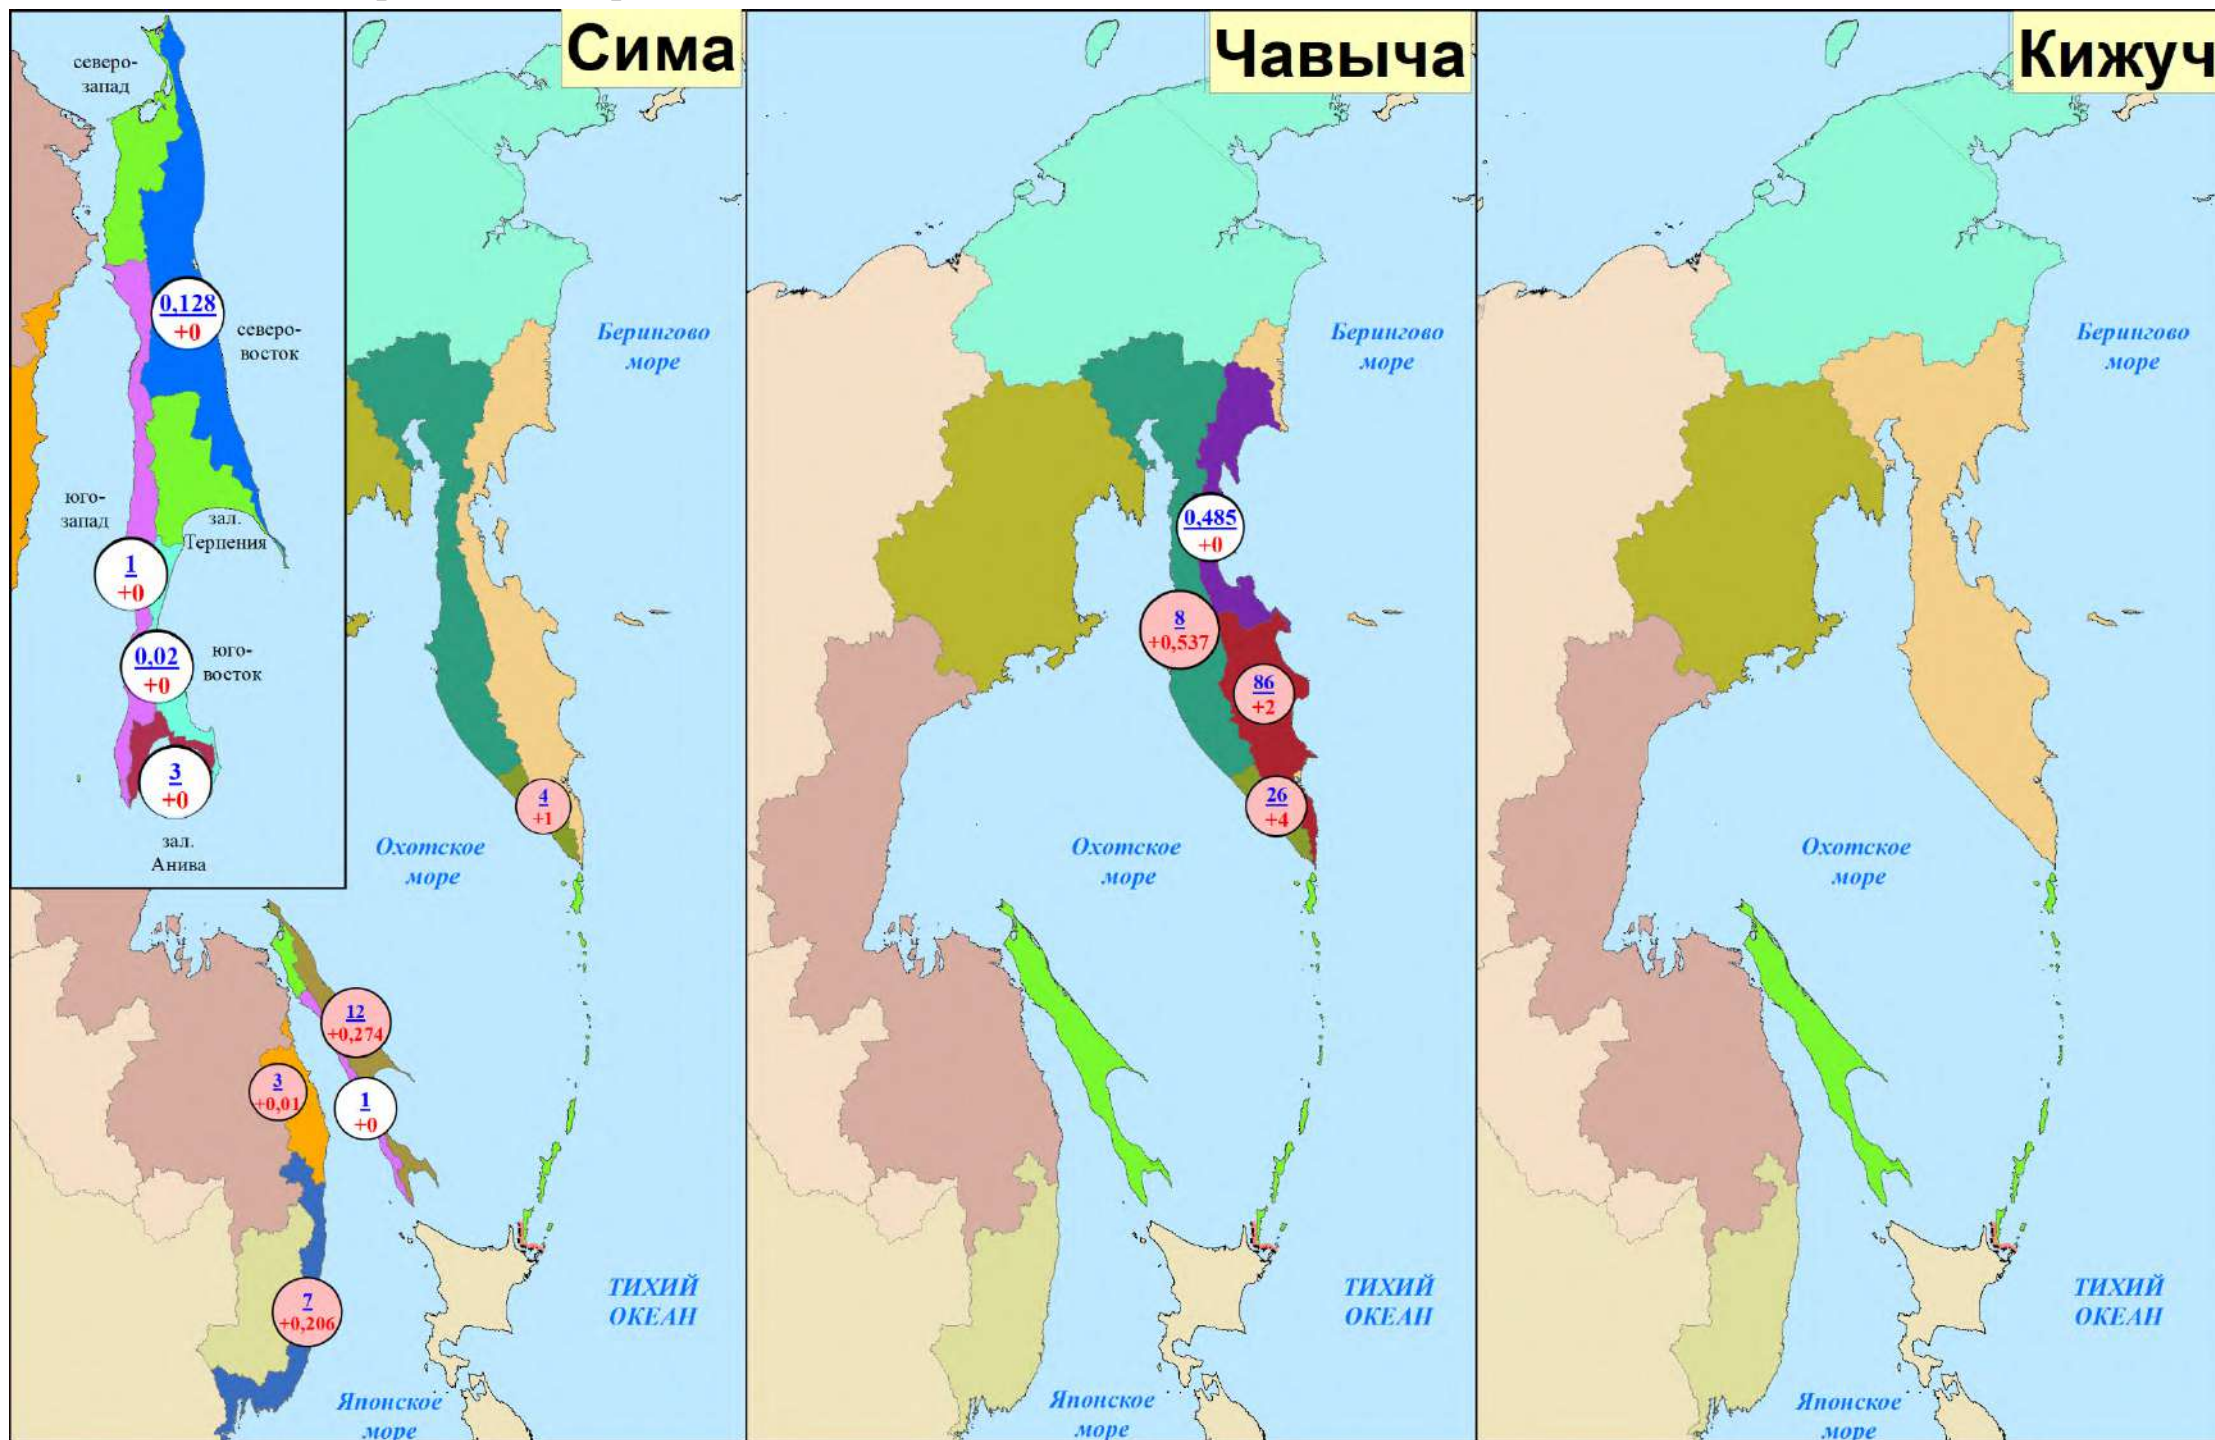 Сима
северо-
запад
0,128
+0
северо-
восток
юго-
запад
зал.
Терпения
1
+0
0,02
+0
юго-
восток
3
+0
зал.
Анива
Берингово
море
4
+1
Охотское
море
12
+0,274
3
+0,01
1
+0
7
+0,206
ТИХИЙ
ОКЕАН
Японское
море
Чавыча
Берингово
море
0,485
+0
8
+0,537
86
+2
26
+4
Охотское
море
ТИХИЙ
ОКЕАН
Японское
море
Кижуч
Берингово
море
Охотское
море
ТИХИЙ
ОКЕАН
Японское
море